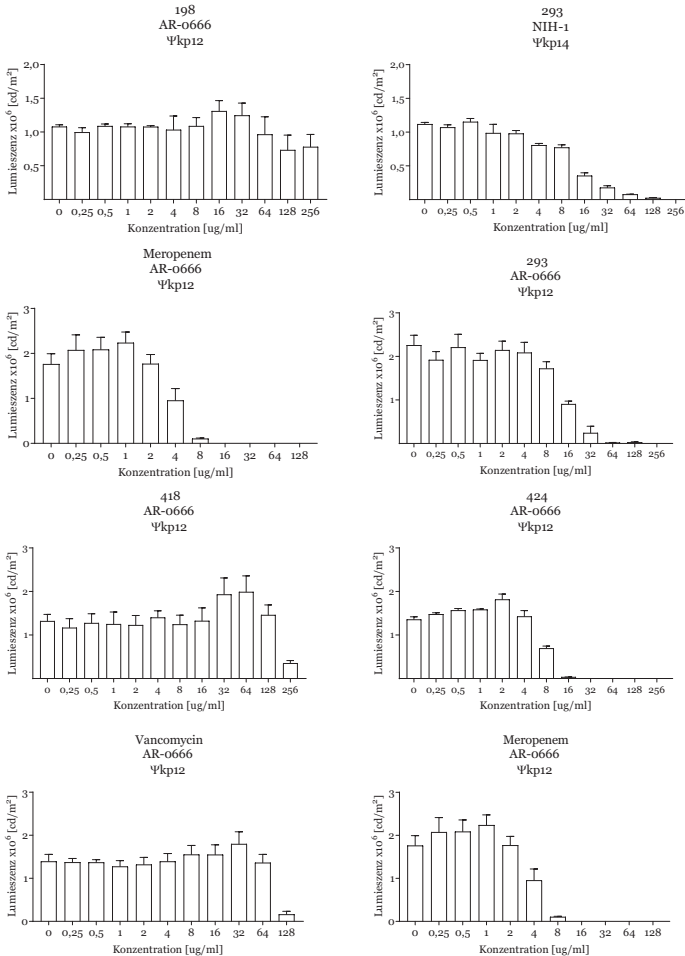 198
AR-0666
Ψkp12
Lumieszenz x10⁶ [cd/m²]
2,0
1,5
1,0
0,5
0 0,25 0,5 1 2 4 8 16 32 64 128 256
Konzentration [ug/ml]
293
NIH-1
Ψkp14
Lumieszenz x10⁶ [cd/m²]
2,0
1,5
1,0
0,5
0 0,25 0,5 1 2 4 8 16 32 64 128 256
Konzentration [ug/ml]
Meropenem
AR-0666
Ψkp12
Lumieszenz x10⁶ [cd/m²]
3
2
1
0
0 0,25 0,5 1 2 4 8 16 32 64 128
Konzentration [ug/ml]
293
AR-0666
Ψkp12
Lumieszenz x10⁶ [cd/m²]
3
2
1
0 0,25 0,5 1 2 4 8 16 32 64 128 256
Konzentration [ug/ml]
418
AR-0666
Ψkp12
Lumieszenz x10⁶ [cd/m²]
3
2
1
0 0,25 0,5 1 2 4 8 16 32 64 128 256
Konzentration [ug/ml]
424
AR-0666
Ψkp12
Lumieszenz x10⁶ [cd/m²]
3
2
1
0 0,25 0,5 1 2 4 8 16 32 64 128 256
Konzentration [ug/ml]
Vancomycin
AR-0666
Ψkp12
Lumieszenz x10⁶ [cd/m²]
3
2
1
0
0 0,25 0,5 1 2 4 8 16 32 64 128
Konzentration [ug/ml]
Meropenem
AR-0666
Ψkp12
Lumieszenz x10⁶ [cd/m²]
3
2
1
0
0 0,25 0,5 1 2 4 8 16 32 64 128
Konzentration [ug/ml]